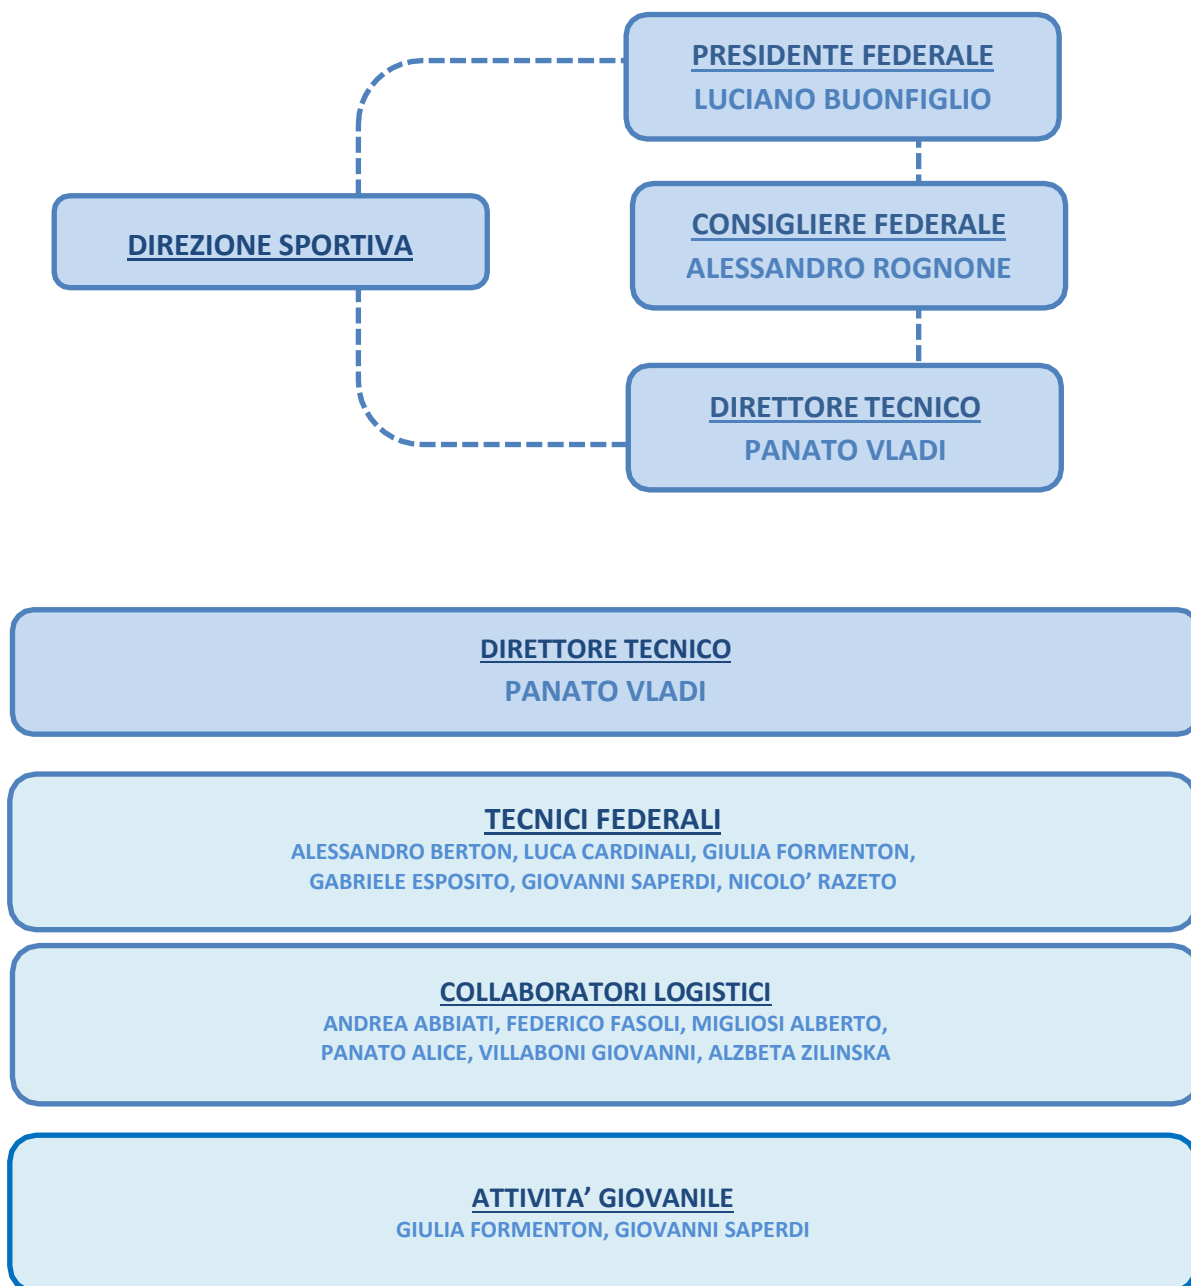 PRESIDENTE FEDERALE
LUCIANO BUONFIGLIO
DIREZIONE SPORTIVA
CONSIGLIERE FEDERALE
ALESSANDRO ROGNONE
DIRETTORE TECNICO
PANATO VLADI
DIRETTORE TECNICO
PANATO VLADI
TECNICI FEDERALI
ALESSANDRO BERTON, LUCA CARDINALI, GIULIA FORMENTON,
GABRIELE ESPOSITO, GIOVANNI SAPERDI, NICOLO’ RAZETO
COLLABORATORI LOGISTICI
ANDREA ABBIATI, FEDERICO FASOLI, MIGLIOSI ALBERTO,
PANATO ALICE, VILLABONI GIOVANNI, ALZBETA ZILINSKA
ATTIVITA’ GIOVANILE
GIULIA FORMENTON, GIOVANNI SAPERDI